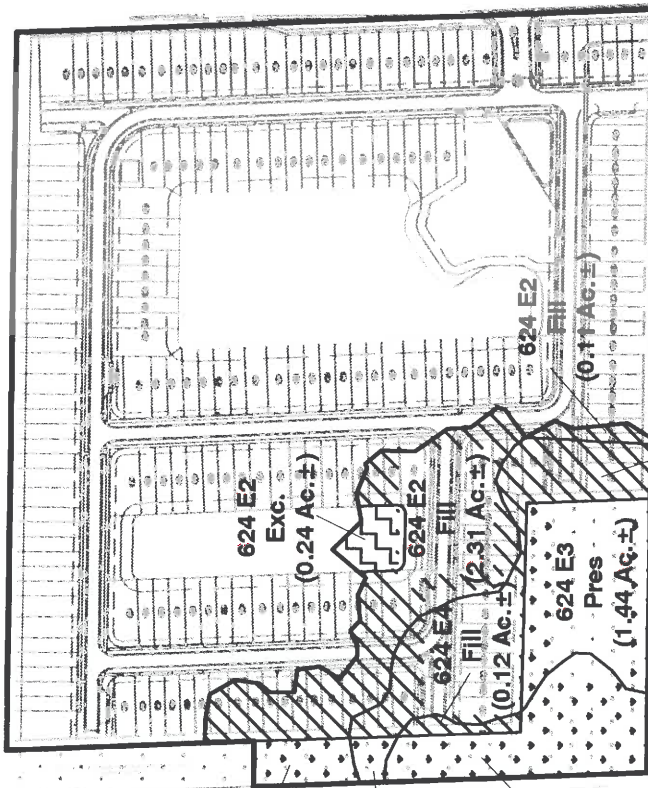 624 E2
Exc.
(0.24 Ac.±)
624 E2
Fill
(2.31 Ac.±)
624 E2
Fill
(0.11 Ac.±)
624 E4
Fill
(0.12 Ac.±)
624 E3
Pres
(1.44 Ac.±)